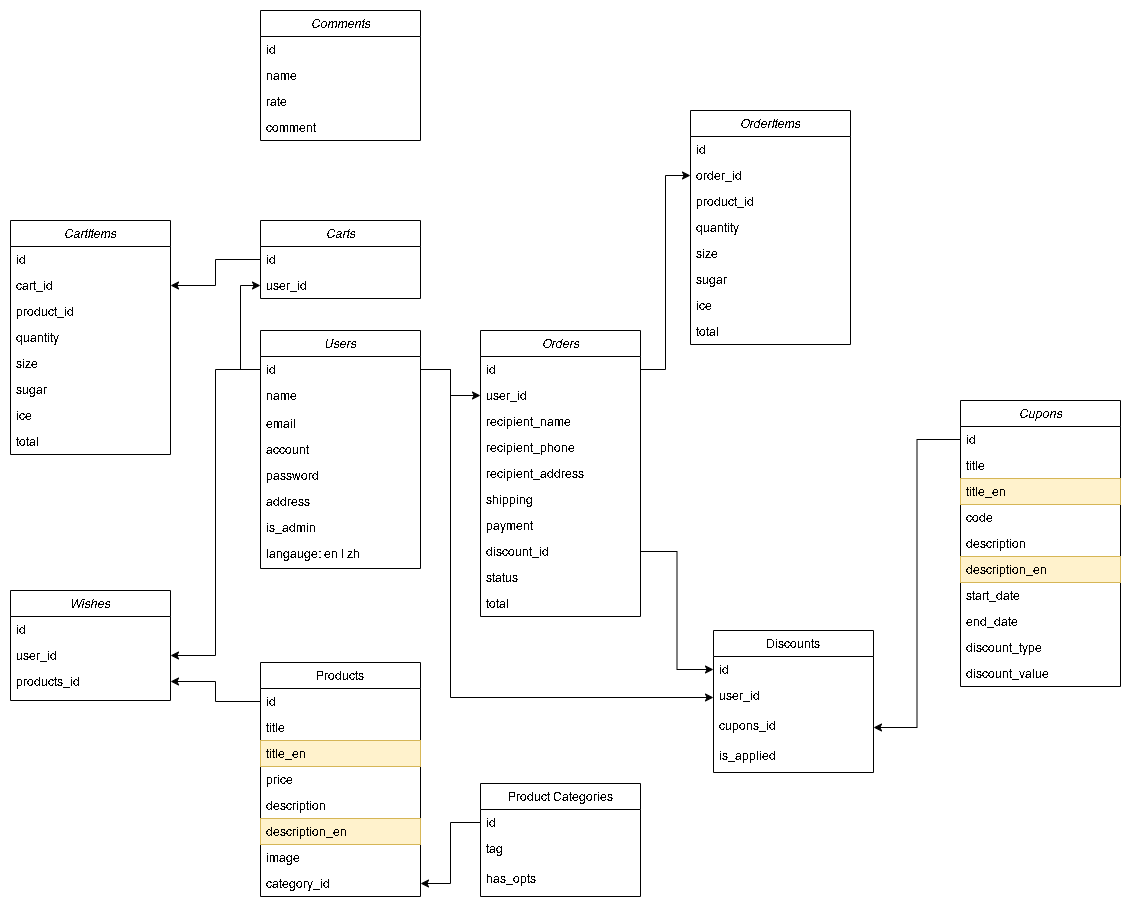 Comments
id
name
rate
comment
OrderItems
id
order_id
product_id
quantity
size
sugar
ice
total
CartItems
id
cart_id
product_id
quantity
size
sugar
ice
total
Carts
id
user_id
Users
id
name
email
account
password
address
is_admin
langauge: en l zh
Orders
id
user_id
recipient_name
recipient_phone
recipient_address
shipping
payment
discount_id
status
total
Cupons
id
title
title_en
code
description
description_en
start_date
end_date
discount_type
discount_value
Wishes
id
user_id
products_id
Discounts
id
user_id
cupons_id
is_applied
Products
id
title
title_en
price
description
description_en
image
category_id
Product Categories
id
tag
has_opts